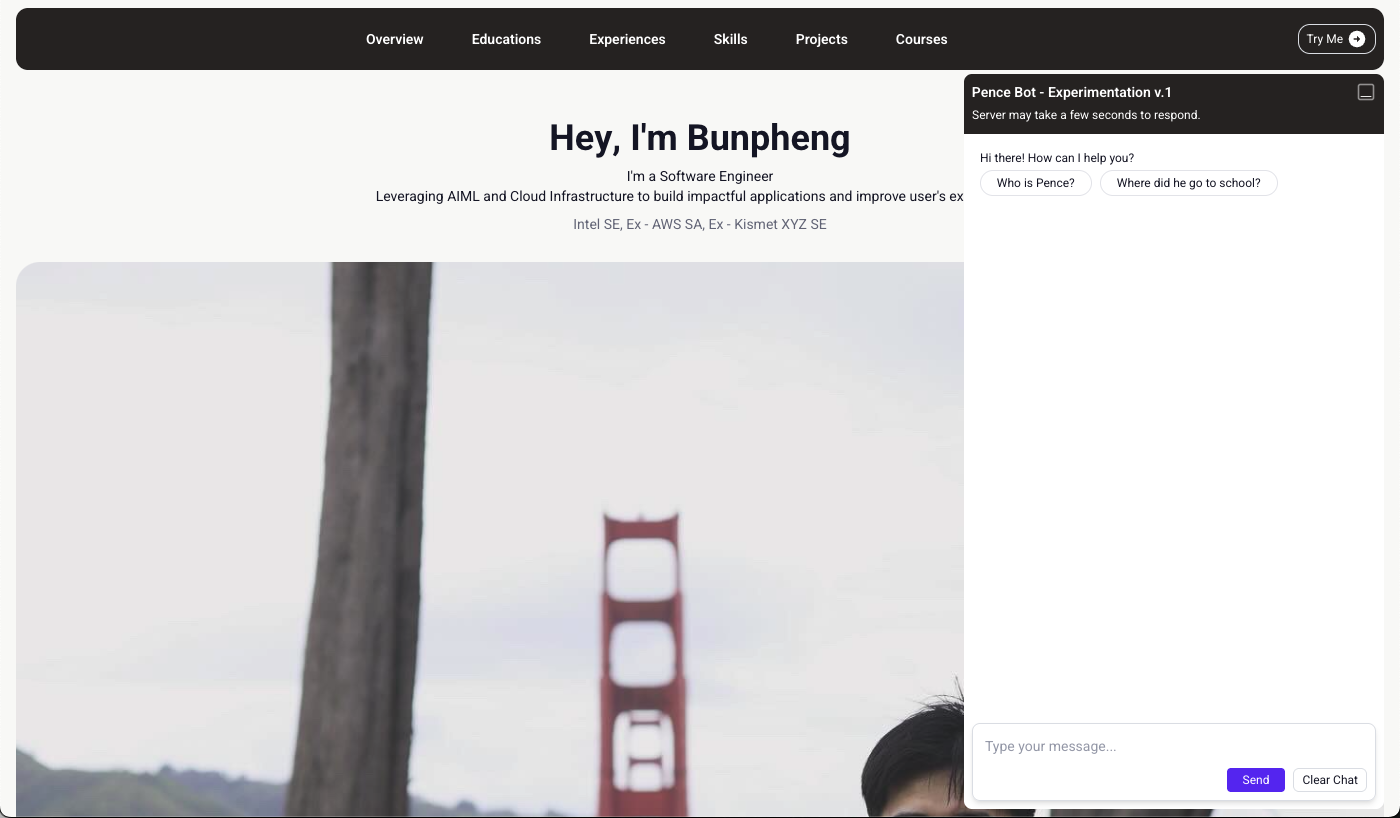 Overview Educations Experiences Skills Projects Courses Try Me
Hey, I'm Bunpheng
I'm a Software Engineer
Leveraging AIML and Cloud Infrastructure to build impactful applications and improve user's ex
Intel SE, Ex - AWS SA, Ex - Kismet XYZ SE
Pence Bot - Experimentation v.1
Server may take a few seconds to respond.
Hi there! How can I help you?
Who is Pence? Where did he go to school?
Type your message...
Send Clear Chat